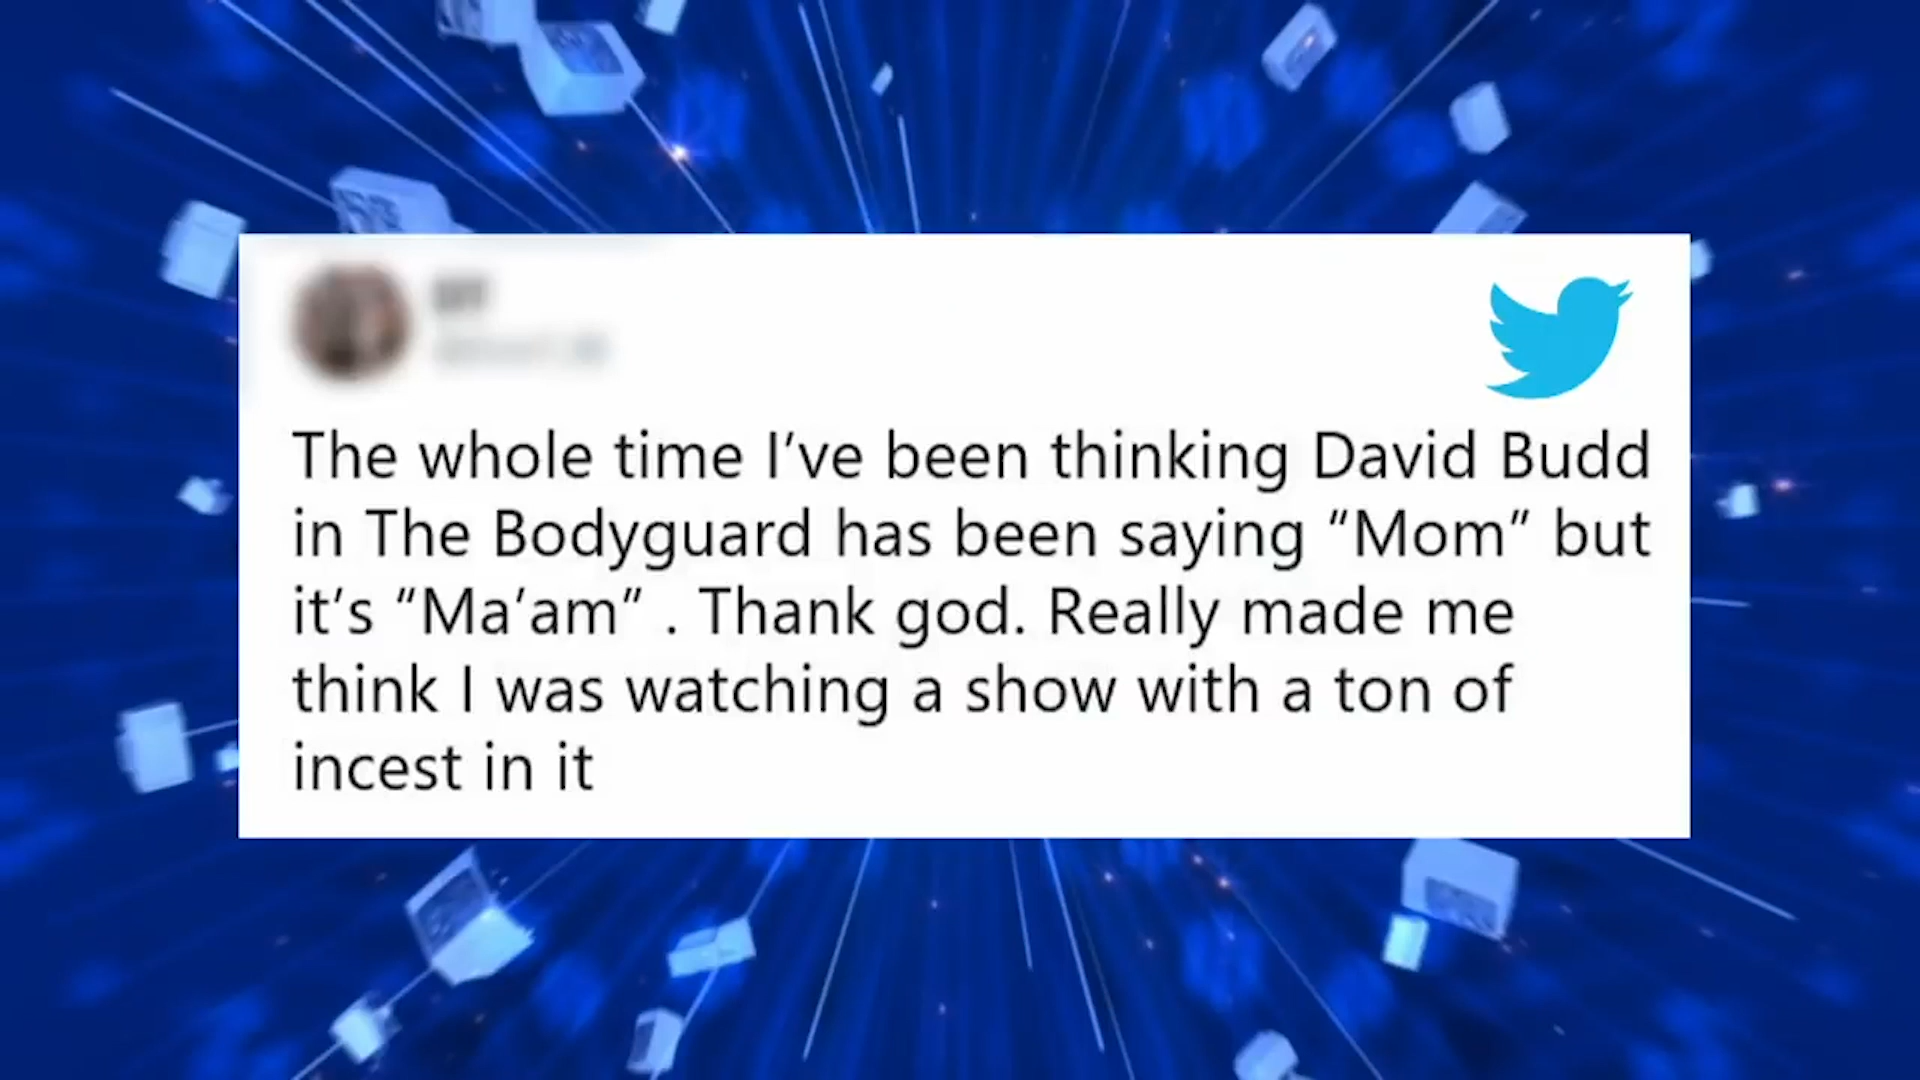 The whole time I’ve been thinking David Budd
in The Bodyguard has been saying “Mom” but
it’s “Ma’am” . Thank god. Really made me
think I was watching a show with a ton of
incest in it